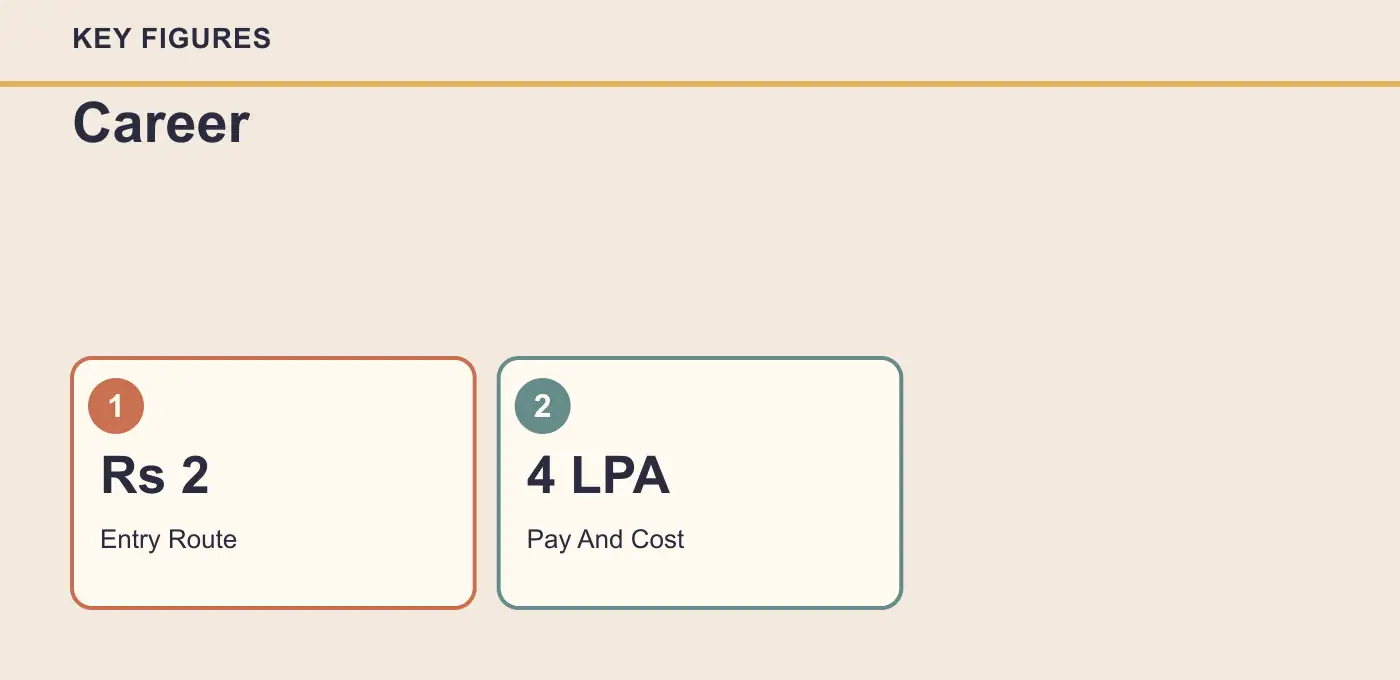 KEY FIGURES
Career
1
Rs 2
Entry Route
2
4 LPA
Pay And Cost